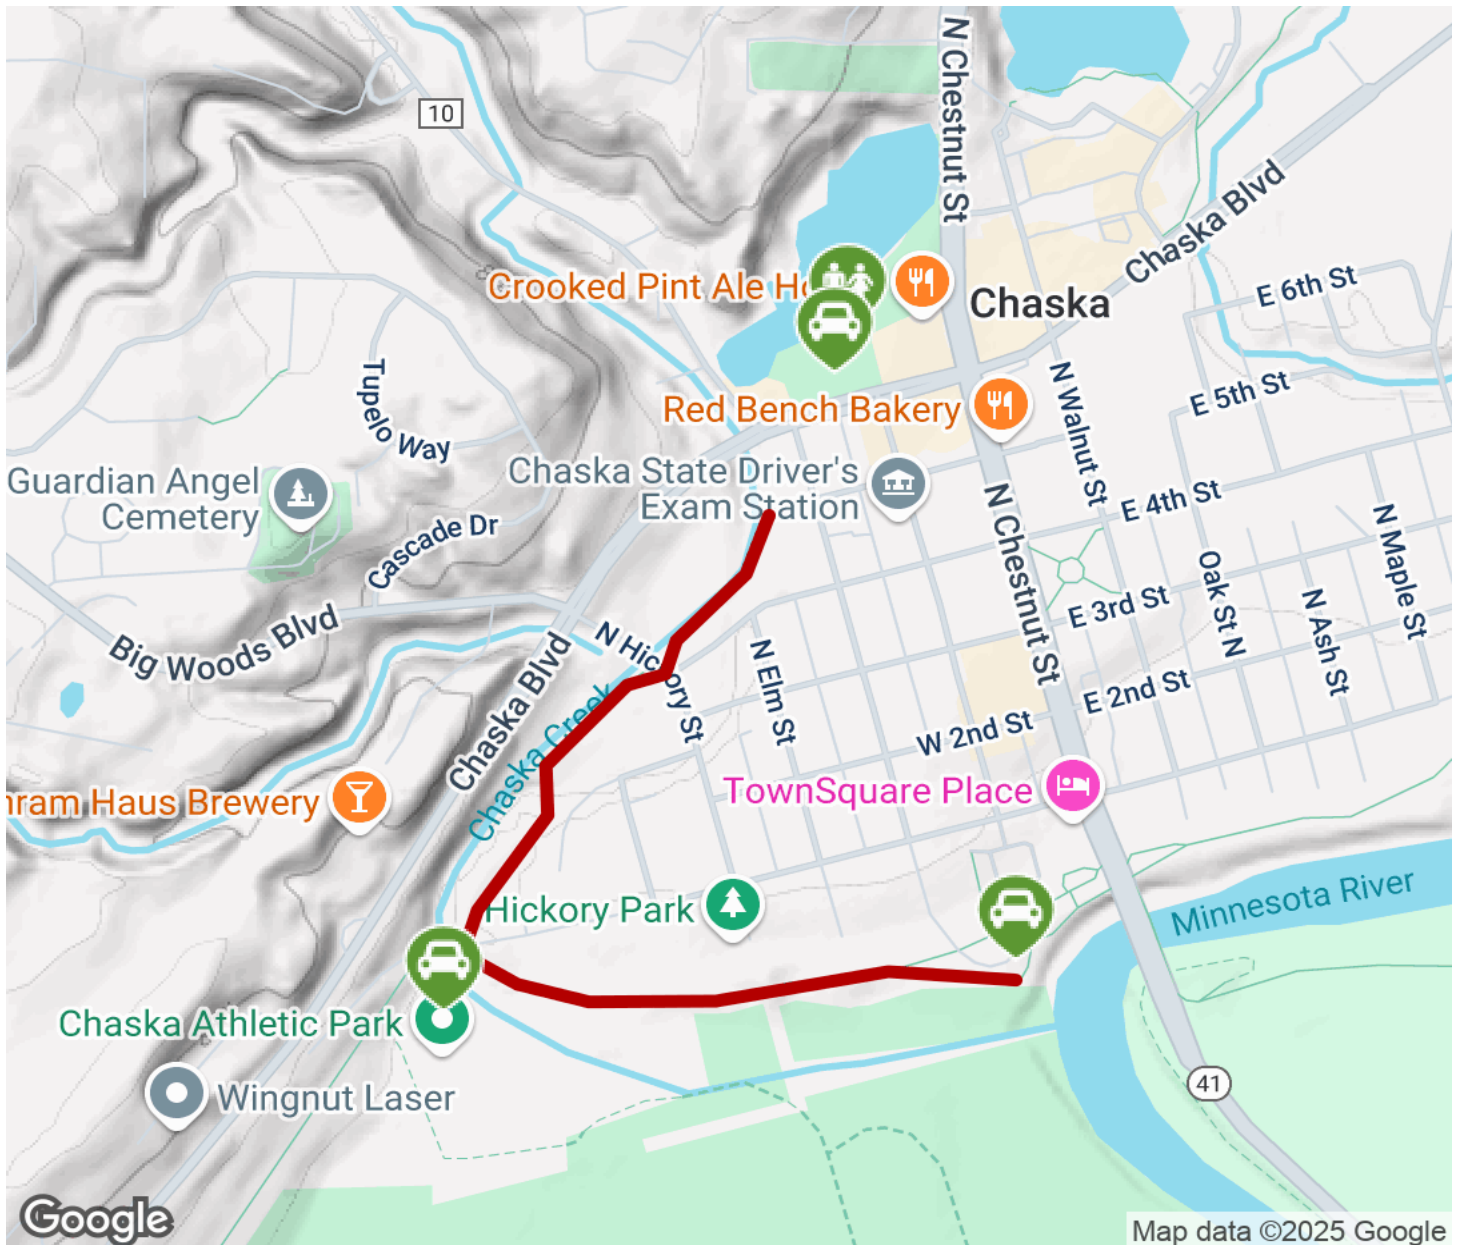 N Chestnut St
10
Chaska Blvd
Crooked Pint Ale Ho
Chaska
E 6th St
Tupelo Way
N Walnut St
E 5th St
Red Bench Bakery
Guardian Angel
Cemetery
Chaska State Driver's
Exam Station
E 4th St
N Chestnut St
N Maple St
Cascade Dr
Oak St N
E 3rd St
N Ash St
Big Woods Blvd
N Hic
ory St
N Elm St
Chaska Blvd
Chaska Creek
E 2nd St
W 2nd St
TownSquare Place
ram Haus Brewery
Minnesota River
Hickory Park
Chaska Athletic Park
Wingnut Laser
41
Google
Map data ©2025 Google